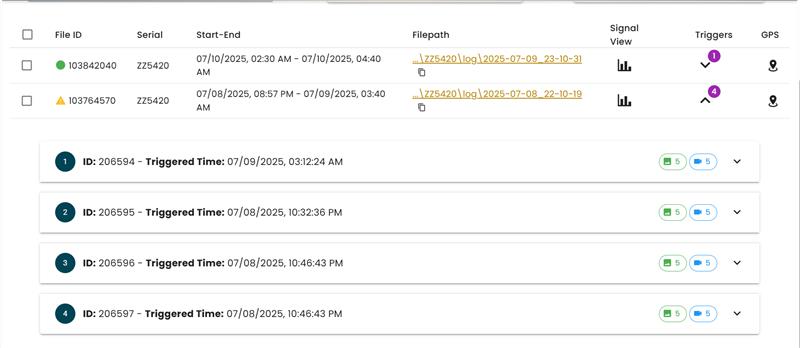 File ID Serial Start-End Filepath Signal View Triggers GPS
103842040 ZZ5420 07/10/2025, 02:30 AM - 07/10/2025, 04:40 AM ...\ZZ5420\log\2025-07-09_23-10-31 1
103764570 ZZ5420 07/08/2025, 08:57 PM - 07/09/2025, 03:40 AM ...\ZZ5420\log\2025-07-08_22-10-19 4
1 ID: 206594 - Triggered Time: 07/09/2025, 03:12:24 AM 5 5
2 ID: 206595 - Triggered Time: 07/08/2025, 10:32:36 PM 5 5
3 ID: 206596 - Triggered Time: 07/08/2025, 10:46:43 PM 5 5
4 ID: 206597 - Triggered Time: 07/08/2025, 10:46:43 PM 5 5